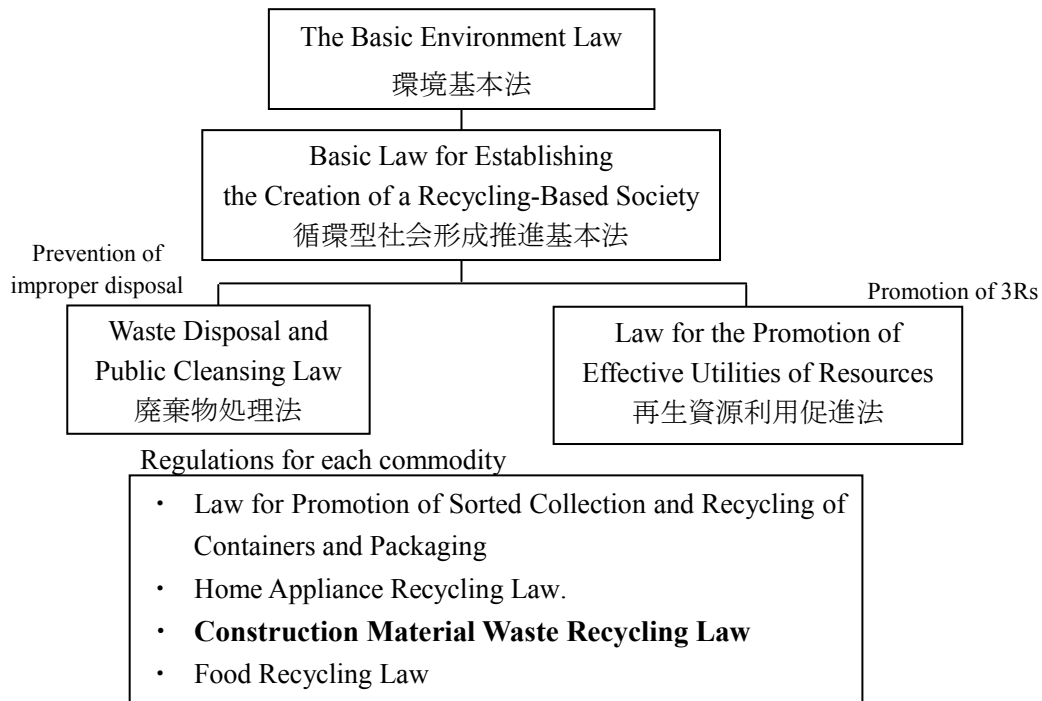 The Basic Environment Law
環境基本法
Basic Law for Establishing
the Creation of a Recycling-Based Society
循環型社会形成推進基本法
Prevention of
improper disposal
Promotion of 3Rs
Waste Disposal and
Public Cleansing Law
廃棄物処理法
Law for the Promotion of
Effective Utilities of Resources
再生資源利用促進法
Regulations for each commodity
・ Law for Promotion of Sorted Collection and Recycling of
Containers and Packaging
・ Home Appliance Recycling Law.
・ Construction Material Waste Recycling Law
・ Food Recycling Law